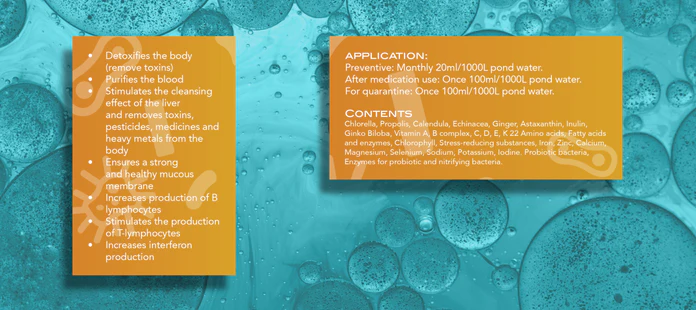 • Detoxifies the body
(remove toxins)
• Purifies the blood
• Stimulates the cleansing
effect of the liver
and removes toxins,
pesticides, medicines and
heavy metals from the
body
• Ensures a strong
and healthy mucous
membrane
• Increases production of B
lymphocytes
• Stimulates the production
of T-lymphocytes
• Increases interferon
production
APPLICATION:
Preventive: Monthly 20ml/1000L pond water.
After medication use: Once 100ml/1000L pond water.
For quarantine: Once 100ml/1000L pond water.
CONTENTS
Chlorella, Propolis, Calendula, Echinacea, Ginger, Astaxanthin, Inulin,
Ginko Biloba, Vitamin A, B complex, C, D, E, K 22 Amino acids, Fatty acids
and enzymes, Chlorophyll, Stress-reducing substances, Iron, Zinc, Calcium,
Magnesium, Selenium, Sodium, Potassium, Iodine. Probiotic bacteria,
Enzymes for probiotic and nitrifying bacteria.